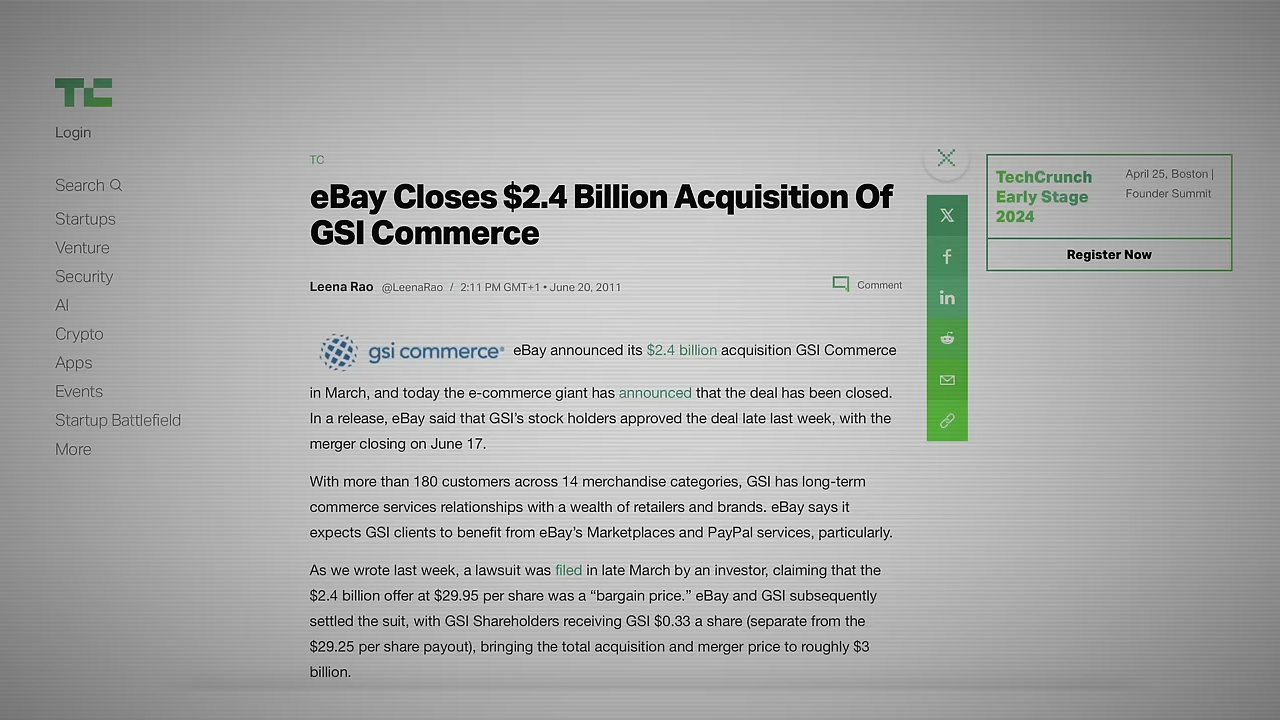 TC
Login
Search
Startups
Venture
Security
AI
Crypto
Apps
Events
Startup Battlefield
More
TC
eBay Closes $2.4 Billion Acquisition Of
GSI Commerce
Leena Rao @LeenaRao / 2:11 PM GMT+1 • June 20, 2011
Comment
gsi commerce® eBay announced its $2.4 billion acquisition GSI Commerce
in March, and today the e-commerce giant has announced that the deal has been closed.
In a release, eBay said that GSI's stock holders approved the deal late last week, with the
merger closing on June 17.
With more than 180 customers across 14 merchandise categories, GSI has long-term
commerce services relationships with a wealth of retailers and brands. eBay says it
expects GSI clients to benefit from eBay's Marketplaces and PayPal services, particularly.
As we wrote last week, a lawsuit was filed in late March by an investor, claiming that the
$2.4 billion offer at $29.95 per share was a “bargain price.” eBay and GSI subsequently
settled the suit, with GSI Shareholders receiving GSI $0.33 a share (separate from the
$29.25 per share payout), bringing the total acquisition and merger price to roughly $3
billion.
X
f
in
TechCrunch
Early Stage
2024
April 25, Boston |
Founder Summit
Register Now